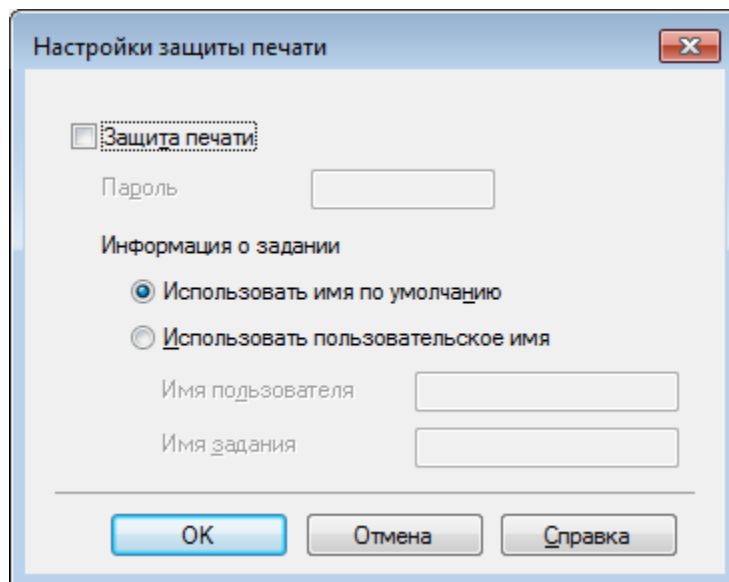 Настройки защиты печати
Защита печати
Пароль
Информация о задании
Использовать имя по умолчанию
Использовать пользовательское имя
Имя пользователя
Имя задания
OK
Отмена
Справка